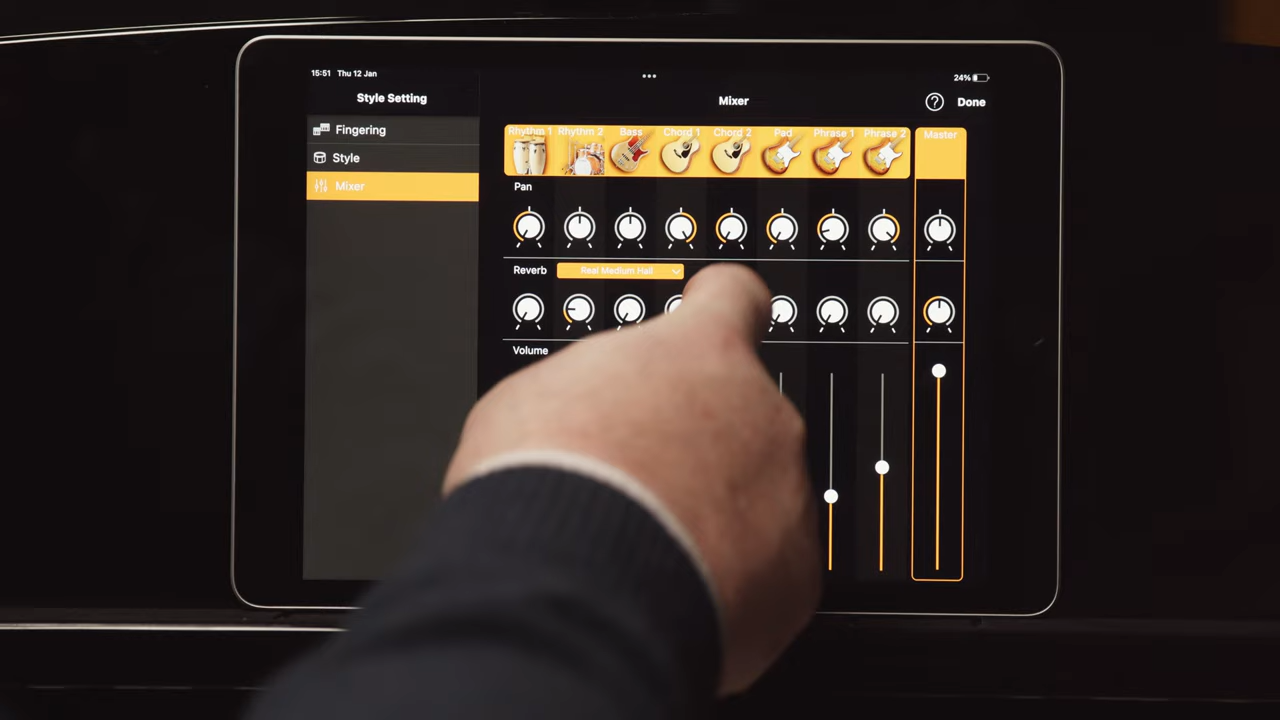 15:51 Thu 12 Jan
24%
Style Setting
Mixer
? Done
Fingering
Style
Mixer
Rhythm 1 Rhythm 2 Bass Chord 1 Chord 2 Pad Phrase 1 Phrase 2 Master
Pan
Reverb Real Medium Hall
Volume